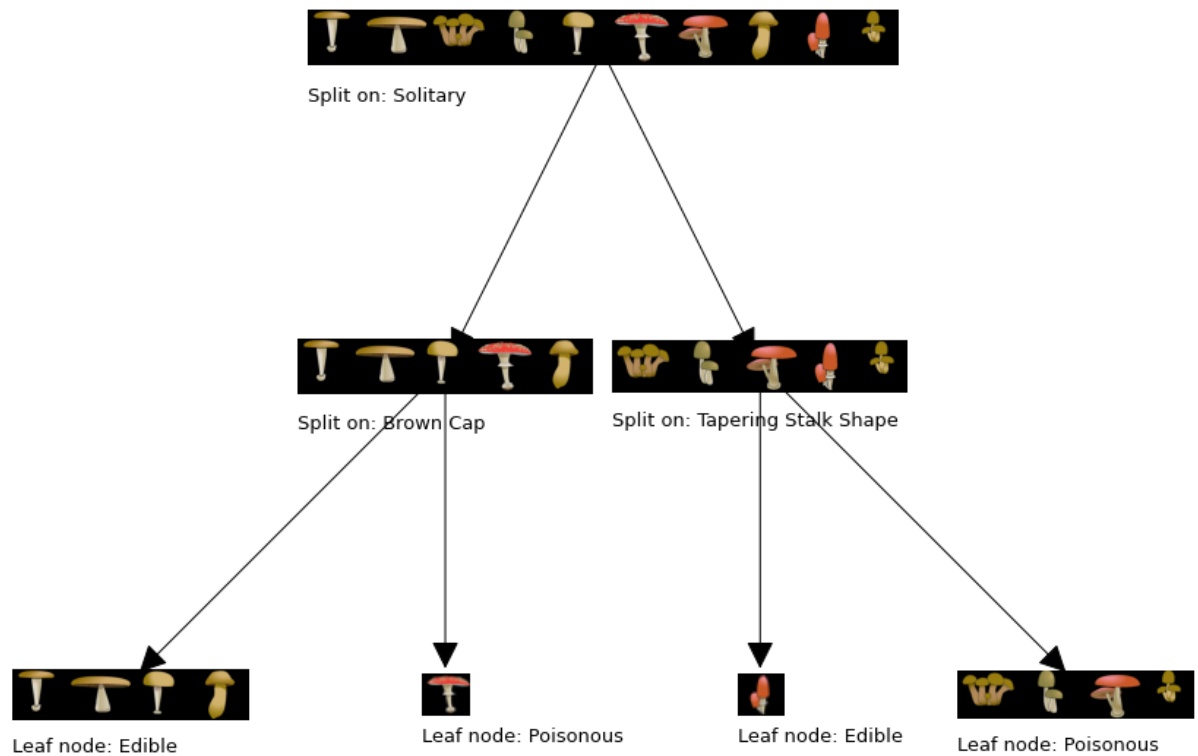 Split on: Solitary
Split on: Brown Cap
Split on: Tapering Stalk Shape
Leaf node: Edible
Leaf node: Poisonous
Leaf node: Edible
Leaf node: Poisonous